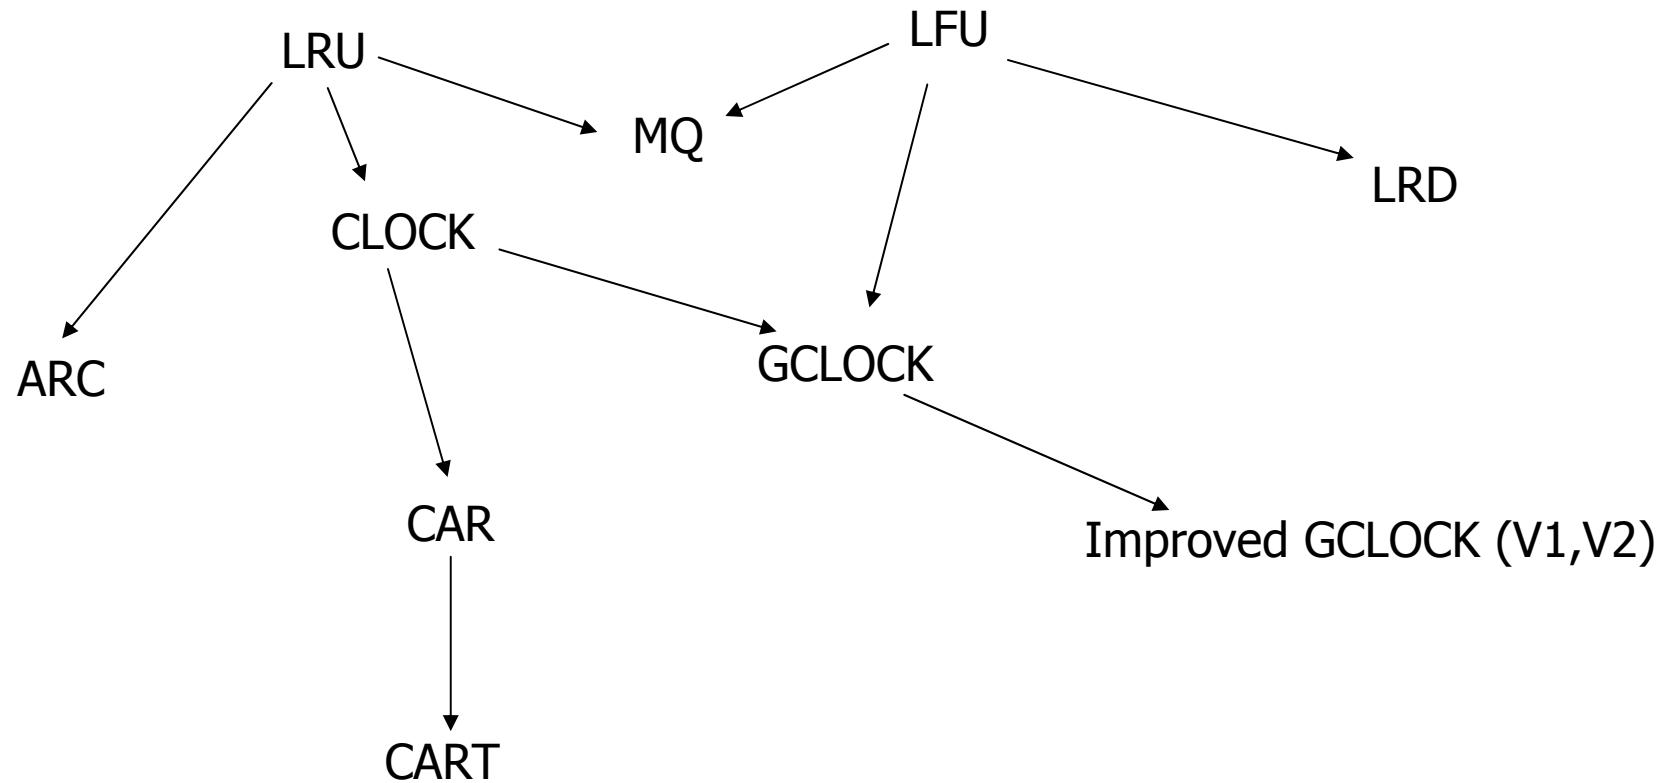 LFU
LRU
MQ
LRD
CLOCK
GCLOCK
ARC
CAR
Improved GCLOCK (V1,V2)
CART